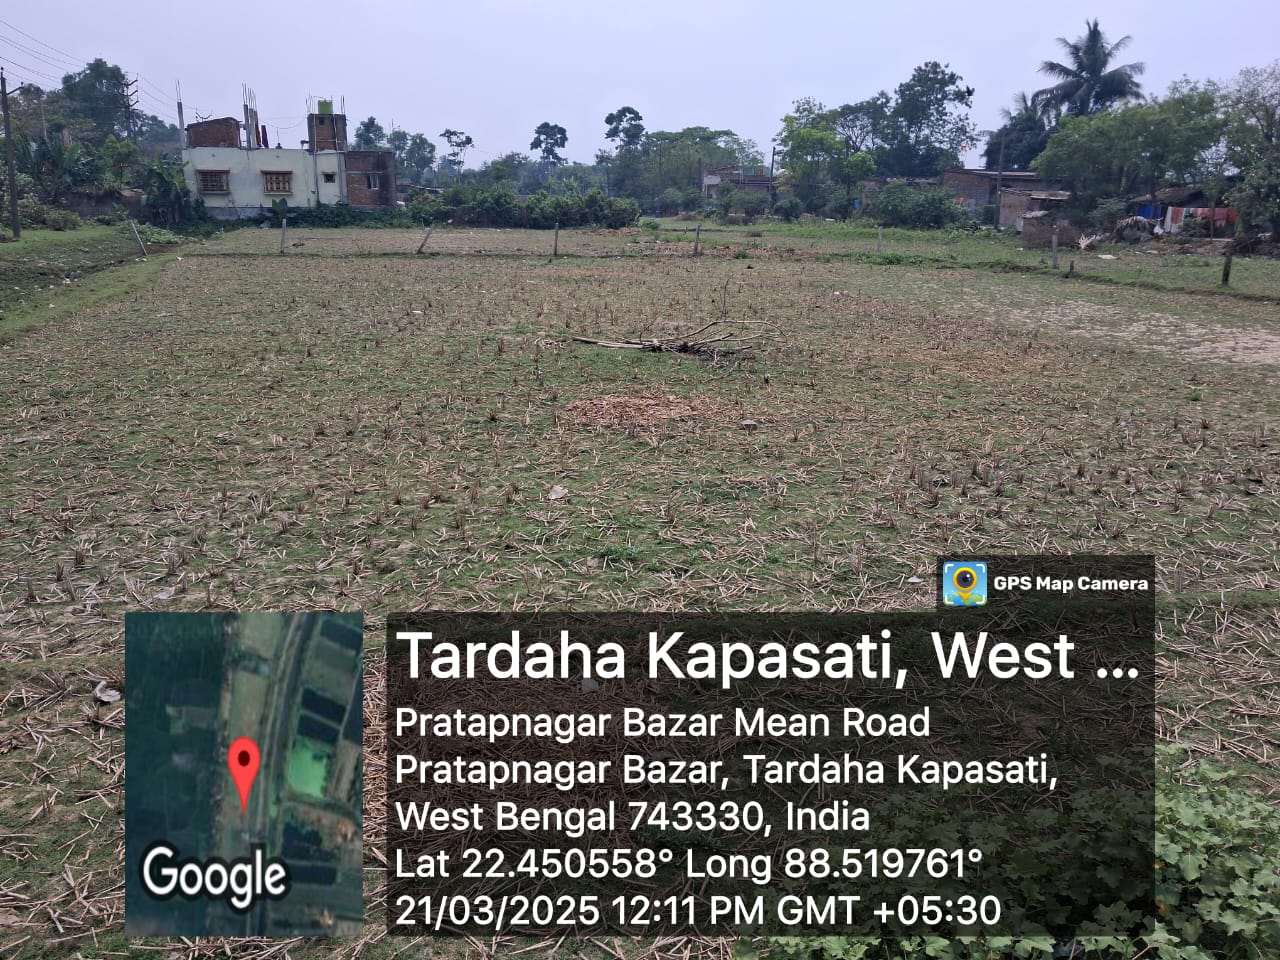 GPS Map Camera
Tardaha Kapasati, West ...
Pratapnagar Bazar Mean Road
Pratapnagar Bazar, Tardaha Kapasati,
West Bengal 743330, India
Lat 22.450558° Long 88.519761°
21/03/2025 12:11 PM GMT +05:30
Google